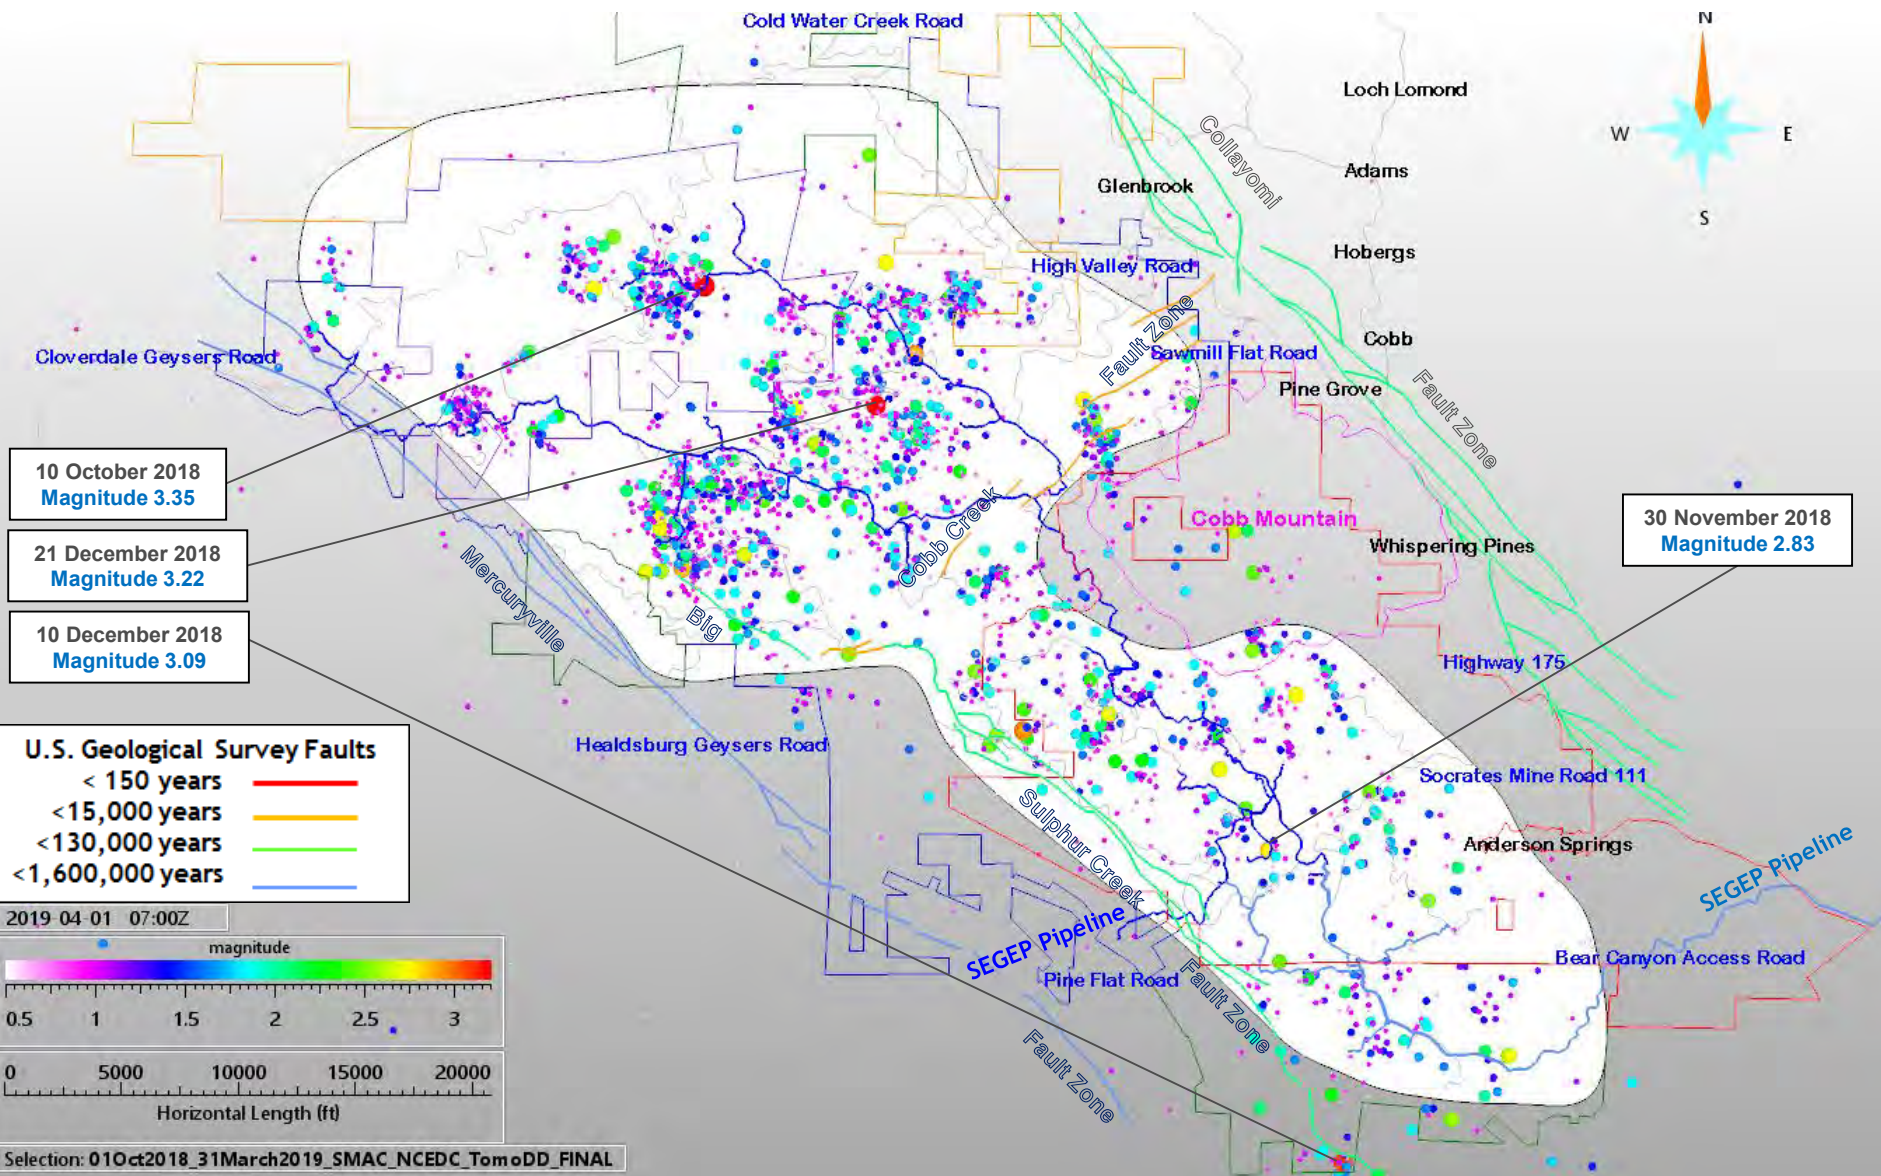 Cold Water Creek Road
N
Loch Lomond
Collayomi
W
E
Adams
Glenbrook
S
Hobergs
High Valley Road
Fault Zone
Cobb
Cloverdale Geysers Road
Sawmill Flat Road
Pine Grove
Fault Zone
10 October 2018
Magnitude 3.35
Cobb Creek
Cobb Mountain
30 November 2018
Magnitude 2.83
21 December 2018
Magnitude 3.22
Whispering Pines
Mercuryville
10 December 2018
Magnitude 3.09
Big
Highway 175
Healdsburg Geysers Road
U.S. Geological Survey Faults
< 150 years
<15,000 years
<130,000 years
<1,600,000 years
Socrates Mine Road 111
Sulphur Creek
Anderson Springs
SEGEP Pipeline
2019-04-01 07:00Z
SEGEP Pipeline
magnitude
0.5 1 1.5 2 2.5 3
Bear Canyon Access Road
Pine Flat Road
Fault Zone
Fault Zone
0 5000 10000 15000 20000
Horizontal Length (ft)
Selection: 01Oct2018_31March2019_SMAC_NCEDC_TomoDD_FINAL